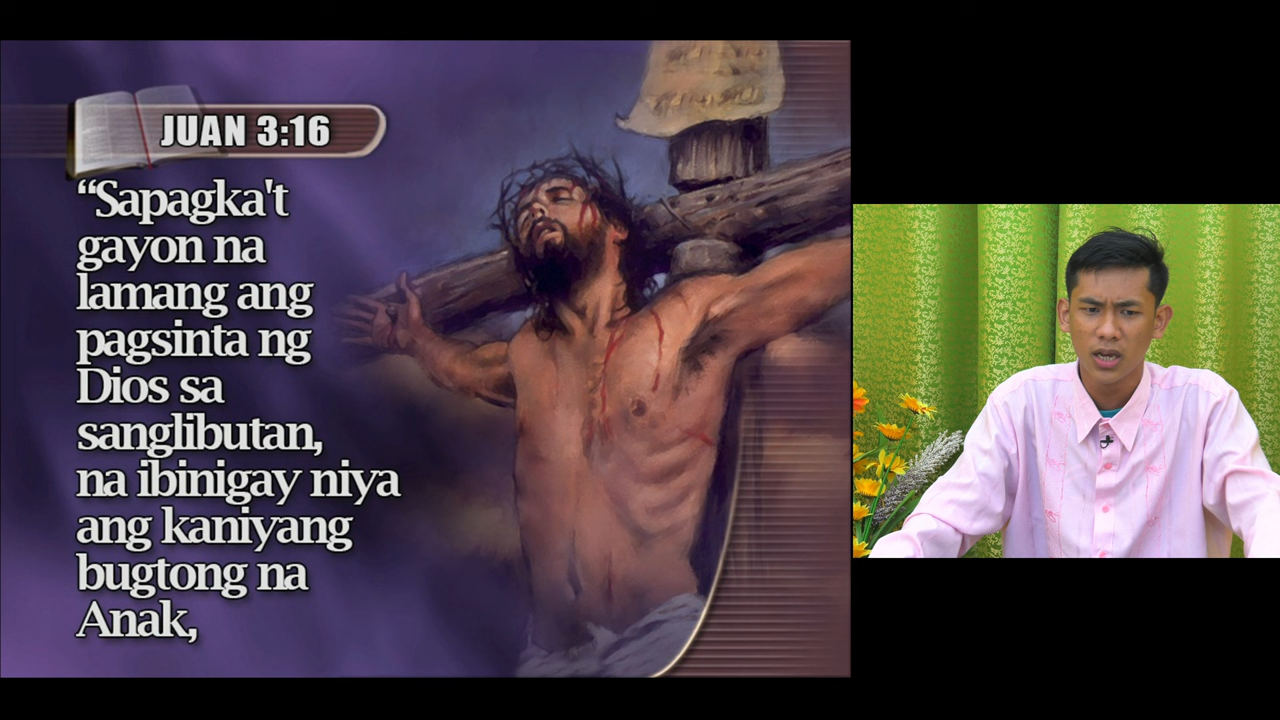 JUAN 3:16
“Sapagka't
gayon na
lamang ang
pagsinta ng
Dios sa
sanglibutan,
na ibinigay niya
ang kaniyang
bugtong na
Anak,